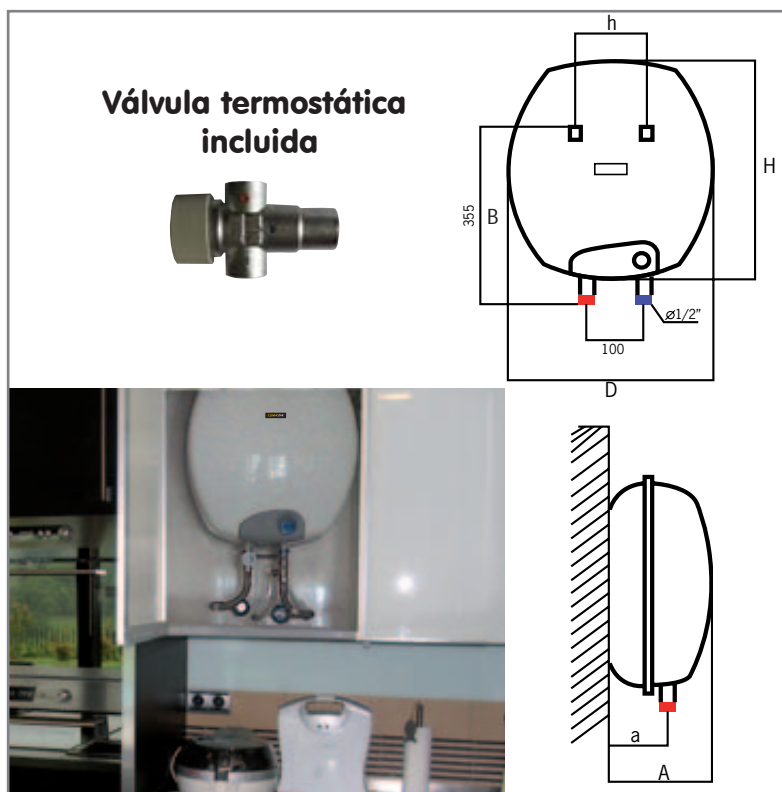 Válvula termostática
incluida
h
H
B
355
ø1/2"
100
D
a
A